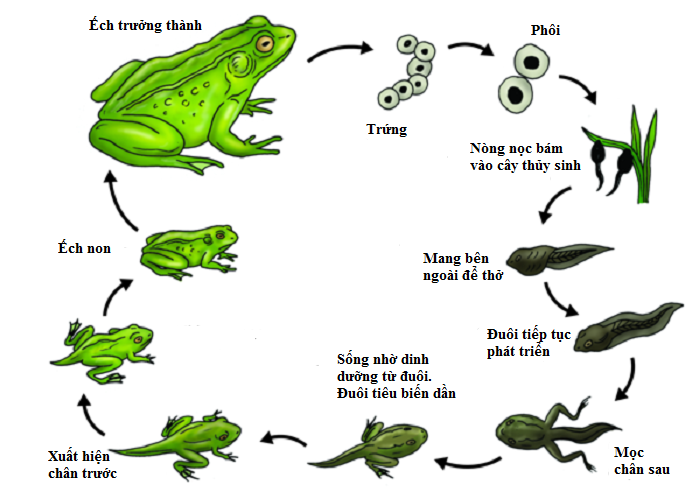 Ếch trưởng thành
Trứng
Phôi
Nòng nọc bám
vào cây thủy sinh
Mang bên
ngoài để thở
Đuôi tiếp tục
phát triển
Mọc
chân sau
Sống nhờ dinh
dưỡng từ đuôi.
Đuôi tiêu biến dần
Xuất hiện
chân trước
Ếch non